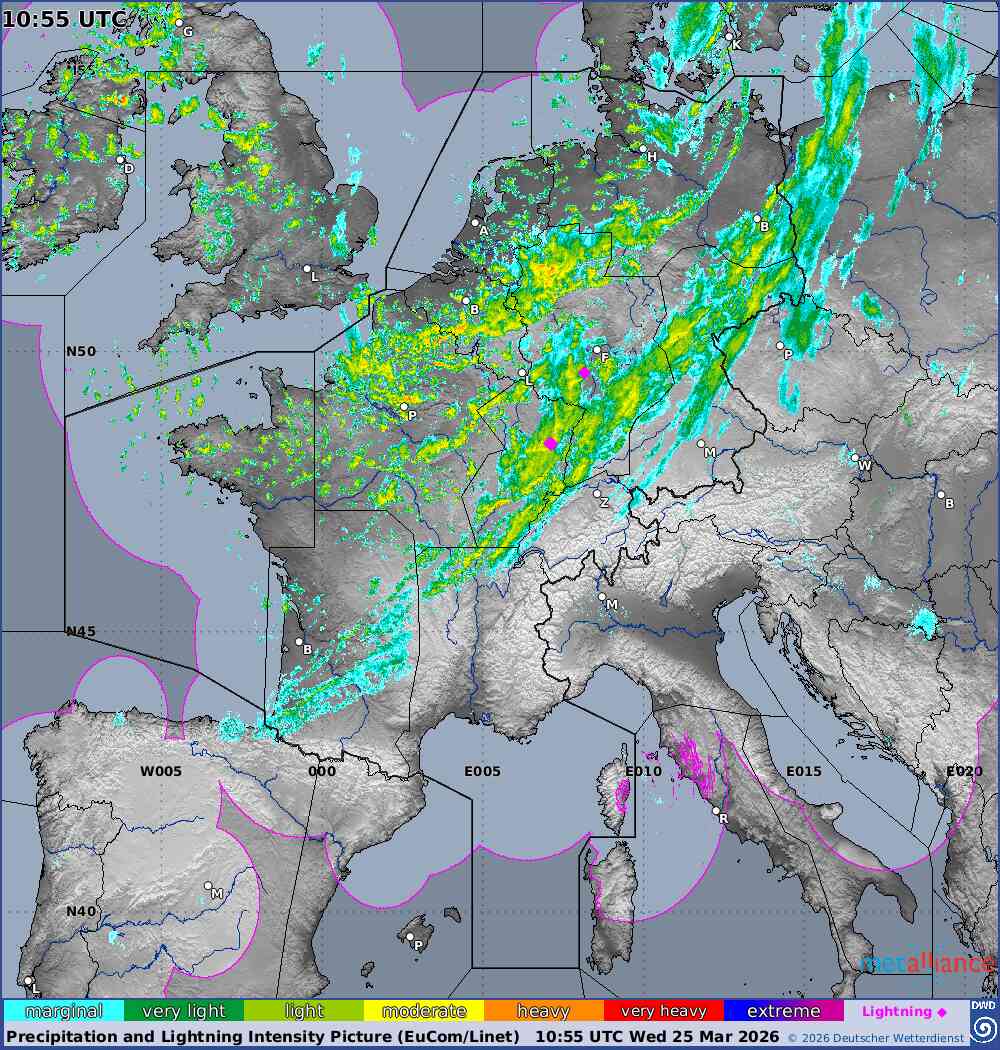 10:55 UTC
G
K
N55
D
H
A
B
L
B
N50
F
P
L
P
M
W
Z
B
M
N45
B
W005
000
E005
E010
E015
E020
R
M
N40
P
L
metalliance
marginal very light light moderate heavy very heavy extreme Lightning ◆
DWD
Precipitation and Lightning Intensity Picture (EuCom/Linet) 10:55 UTC Wed 25 Mar 2026 © 2026 Deutscher Wetterdienst